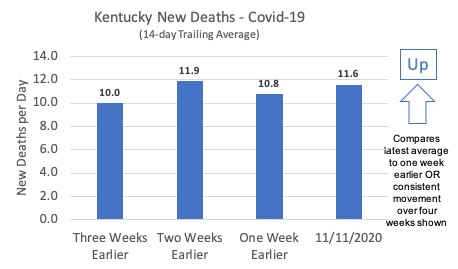 Kentucky New Deaths - Covid-19
(14-day Trailing Average)
New Deaths per Day
14.0
12.0
10.0
8.0
6.0
4.0
2.0
0.0
10.0
11.9
10.8
11.6
Three Weeks
Earlier
Two Weeks
Earlier
One Week
Earlier
11/11/2020
Up
Compares
latest average
to one week
earlier OR
consistent
movement
over four
weeks shown